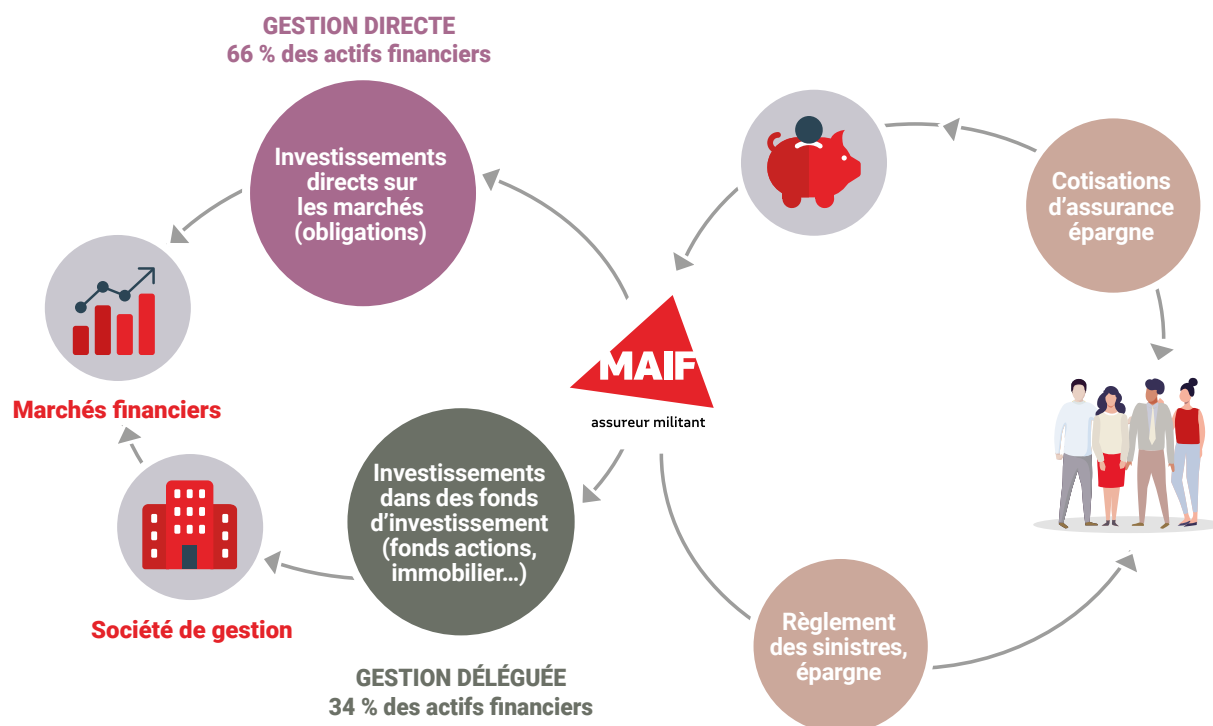 GESTION DIRECTE
66 % des actifs financiers
Investissements
directs sur
les marchés
(obligations)
Cotisations
d’assurance
épargne
MAIF
assureur militant
Marchés financiers
Investissements
dans des fonds
d’investissement
(fonds actions,
immobilier…)
Société de gestion
Règlement
des sinistres,
épargne
GESTION DÉLÉGUÉE
34 % des actifs financiers